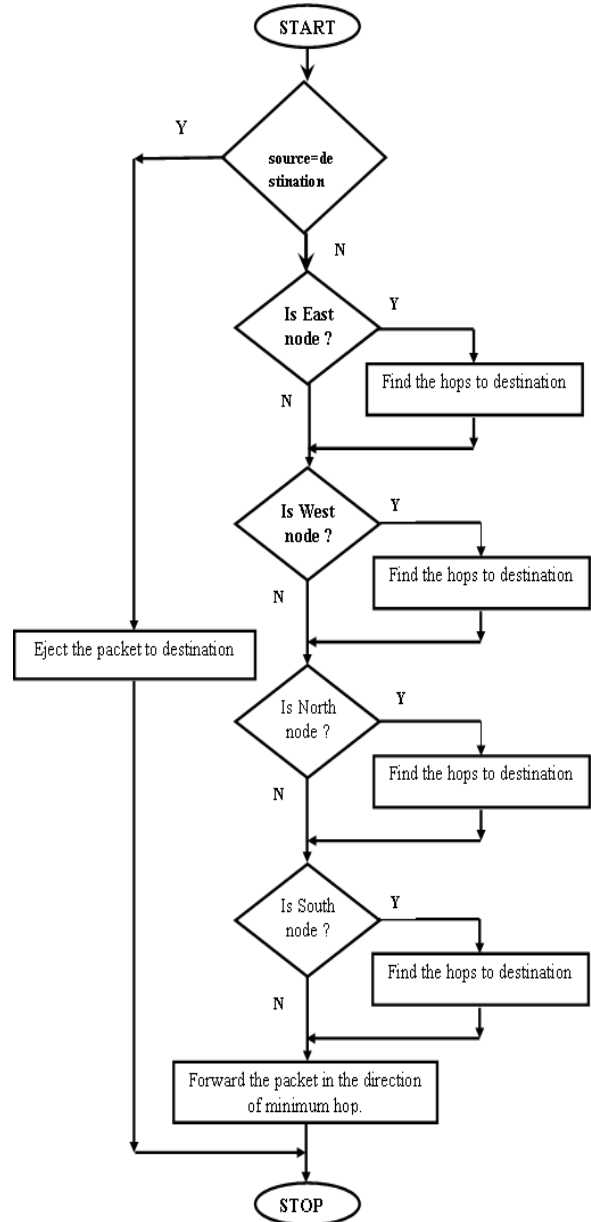 START
Y
source=de
stination
N
Is East
node ?
Y
Find the hops to destination
N
Is West
node ?
Y
Find the hops to destination
N
Eject the packet to destination
Is North
node ?
Y
Find the hops to destination
N
Is South
node ?
Y
Find the hops to destination
N
Forward the packet in the direction
of minimum hop.
STOP